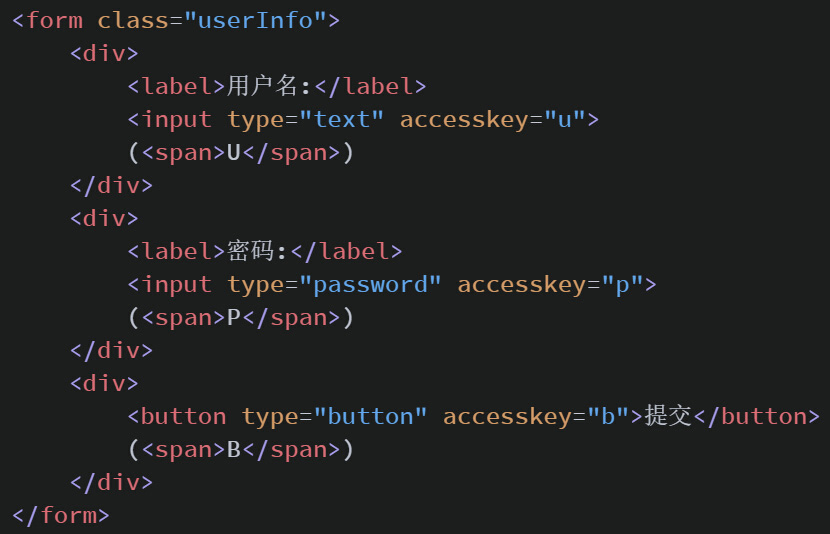 <form class="userInfo">
    <div>
        <label>用户名:</label>
        <input type="text" accesskey="u">
        (<span>U</span>)
    </div>
    <div>
        <label>密码:</label>
        <input type="password" accesskey="p">
        (<span>P</span>)
    </div>
    <div>
        <button type="button" accesskey="b">提交</button>
        (<span>B</span>)
    </div>
</form>